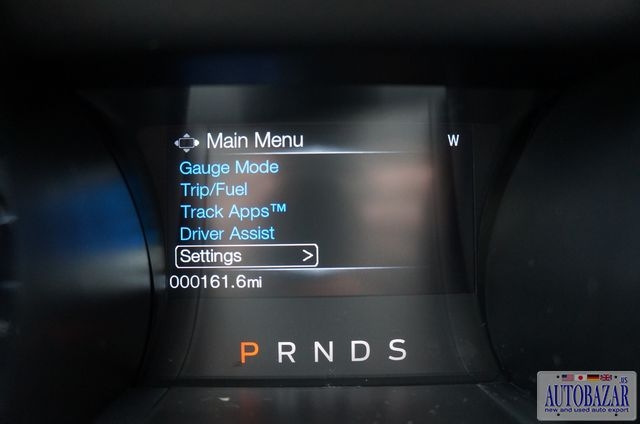 Main Menu W
Gauge Mode
Trip/Fuel
Track Apps™
Driver Assist
Settings >
000161.6mi
P R N D S
.US
AUTOBAZAR
new and used auto export